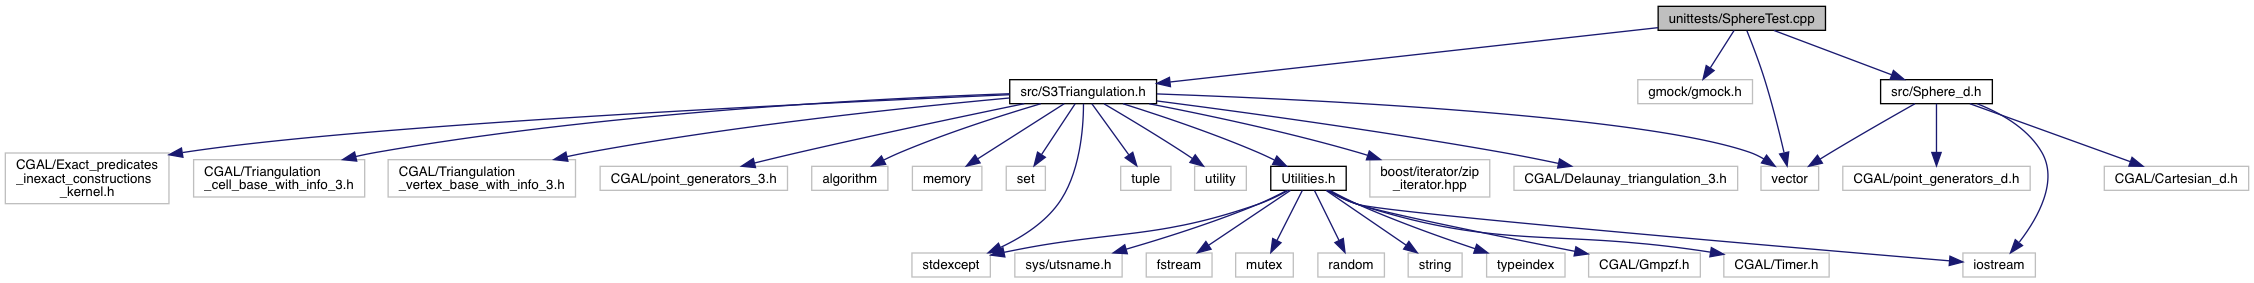 unittests/SphereTest.cpp
src/S3Triangulation.h
gmock/gmock.h
src/Sphere_d.h
CGAL/Exact_predicates
_inexact_constructions
_kernel.h
CGAL/Triangulation
_cell_base_with_info_3.h
CGAL/Triangulation
_vertex_base_with_info_3.h
CGAL/point_generators_3.h
algorithm
memory
set
tuple
utility
Utilities.h
boost/iterator/zip
_iterator.hpp
CGAL/Delaunay_triangulation_3.h
vector
CGAL/point_generators_d.h
CGAL/Cartesian_d.h
stdexcept
sys/utsname.h
fstream
mutex
random
string
typeindex
CGAL/Gmpzf.h
CGAL/Timer.h
iostream